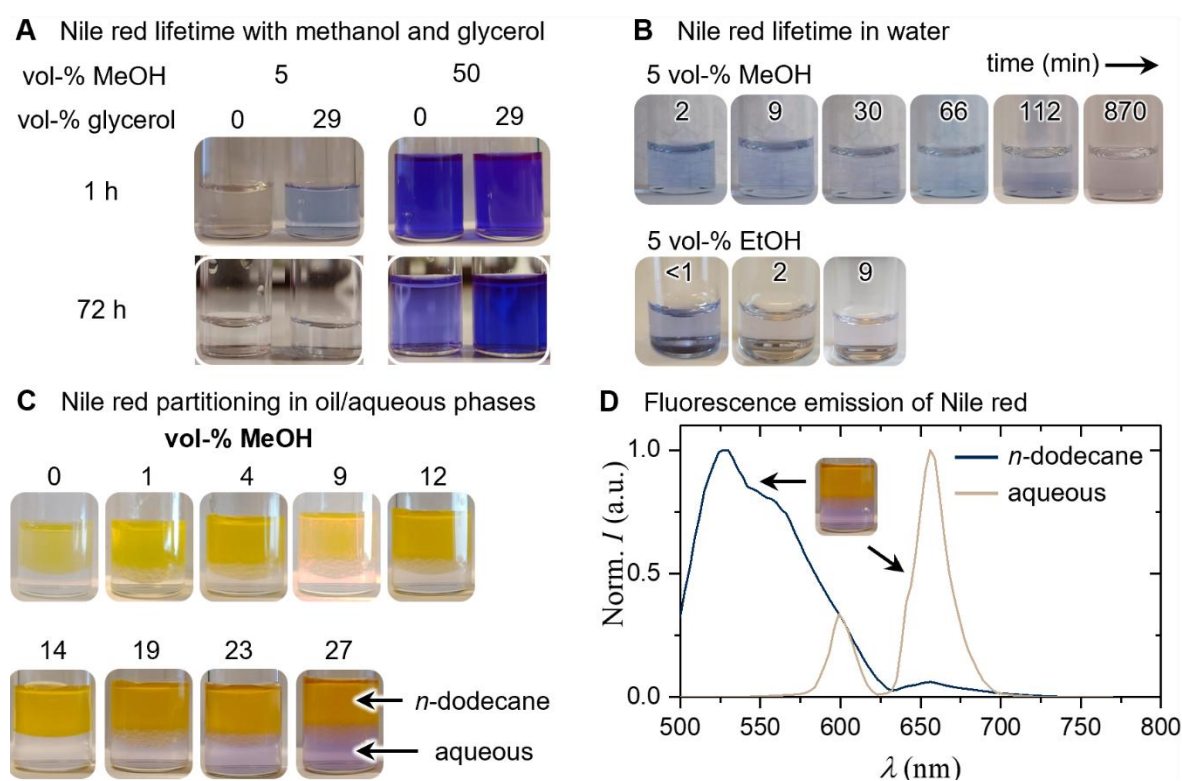 A Nile red lifetime with methanol and glycerol
vol-% MeOH 5 50
vol-% glycerol 0 29 0 29
1 h
72 h
B Nile red lifetime in water
time (min)
5 vol-% MeOH
2 9 30 66 112 870
5 vol-% EtOH
<1 2 9
C Nile red partitioning in oil/aqueous phases
vol-% MeOH
0 1 4 9 12
14 19 23 27
n-dodecane
aqueous
D Fluorescence emission of Nile red
n-dodecane
aqueous
Norm. I (a.u.)
1.0
0.5
0.0
500 550 600 650 700 750 800
λ (nm)